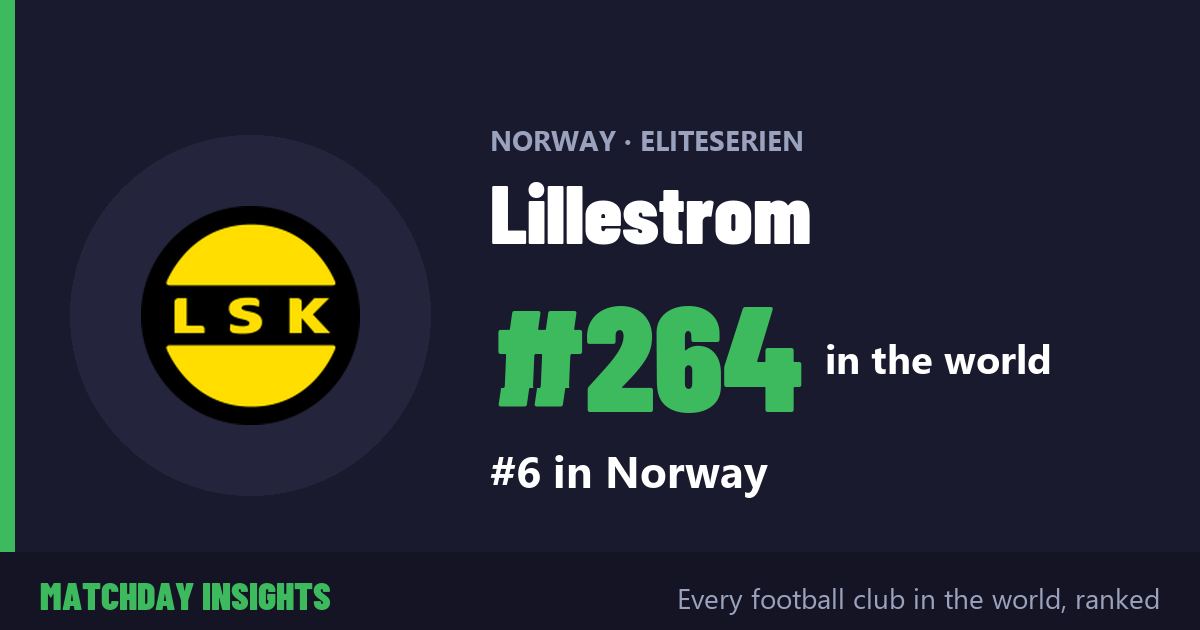 NORWAY · ELITESERIEN
Lillestrom
LSK
#264 in the world
#6 in Norway
MATCHDAY INSIGHTS
Every football club in the world, ranked